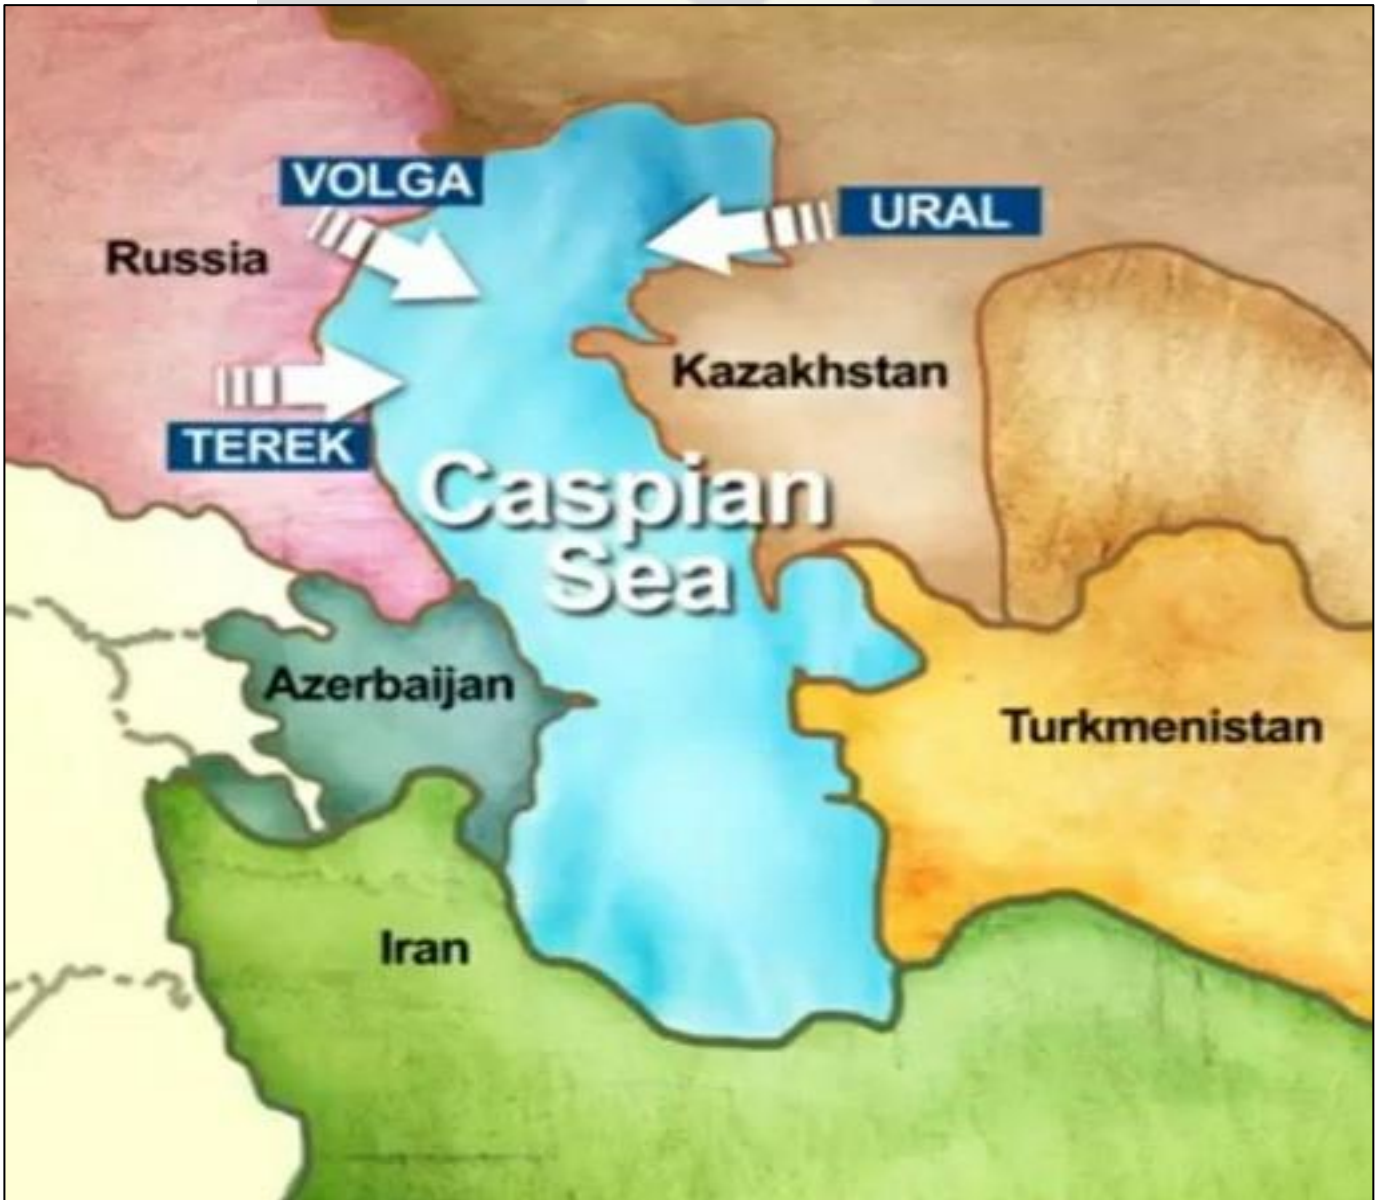 VOLGA
URAL
Russia
Kazakhstan
TEREK
Caspian
Sea
Azerbaijan
Turkmenistan
Iran